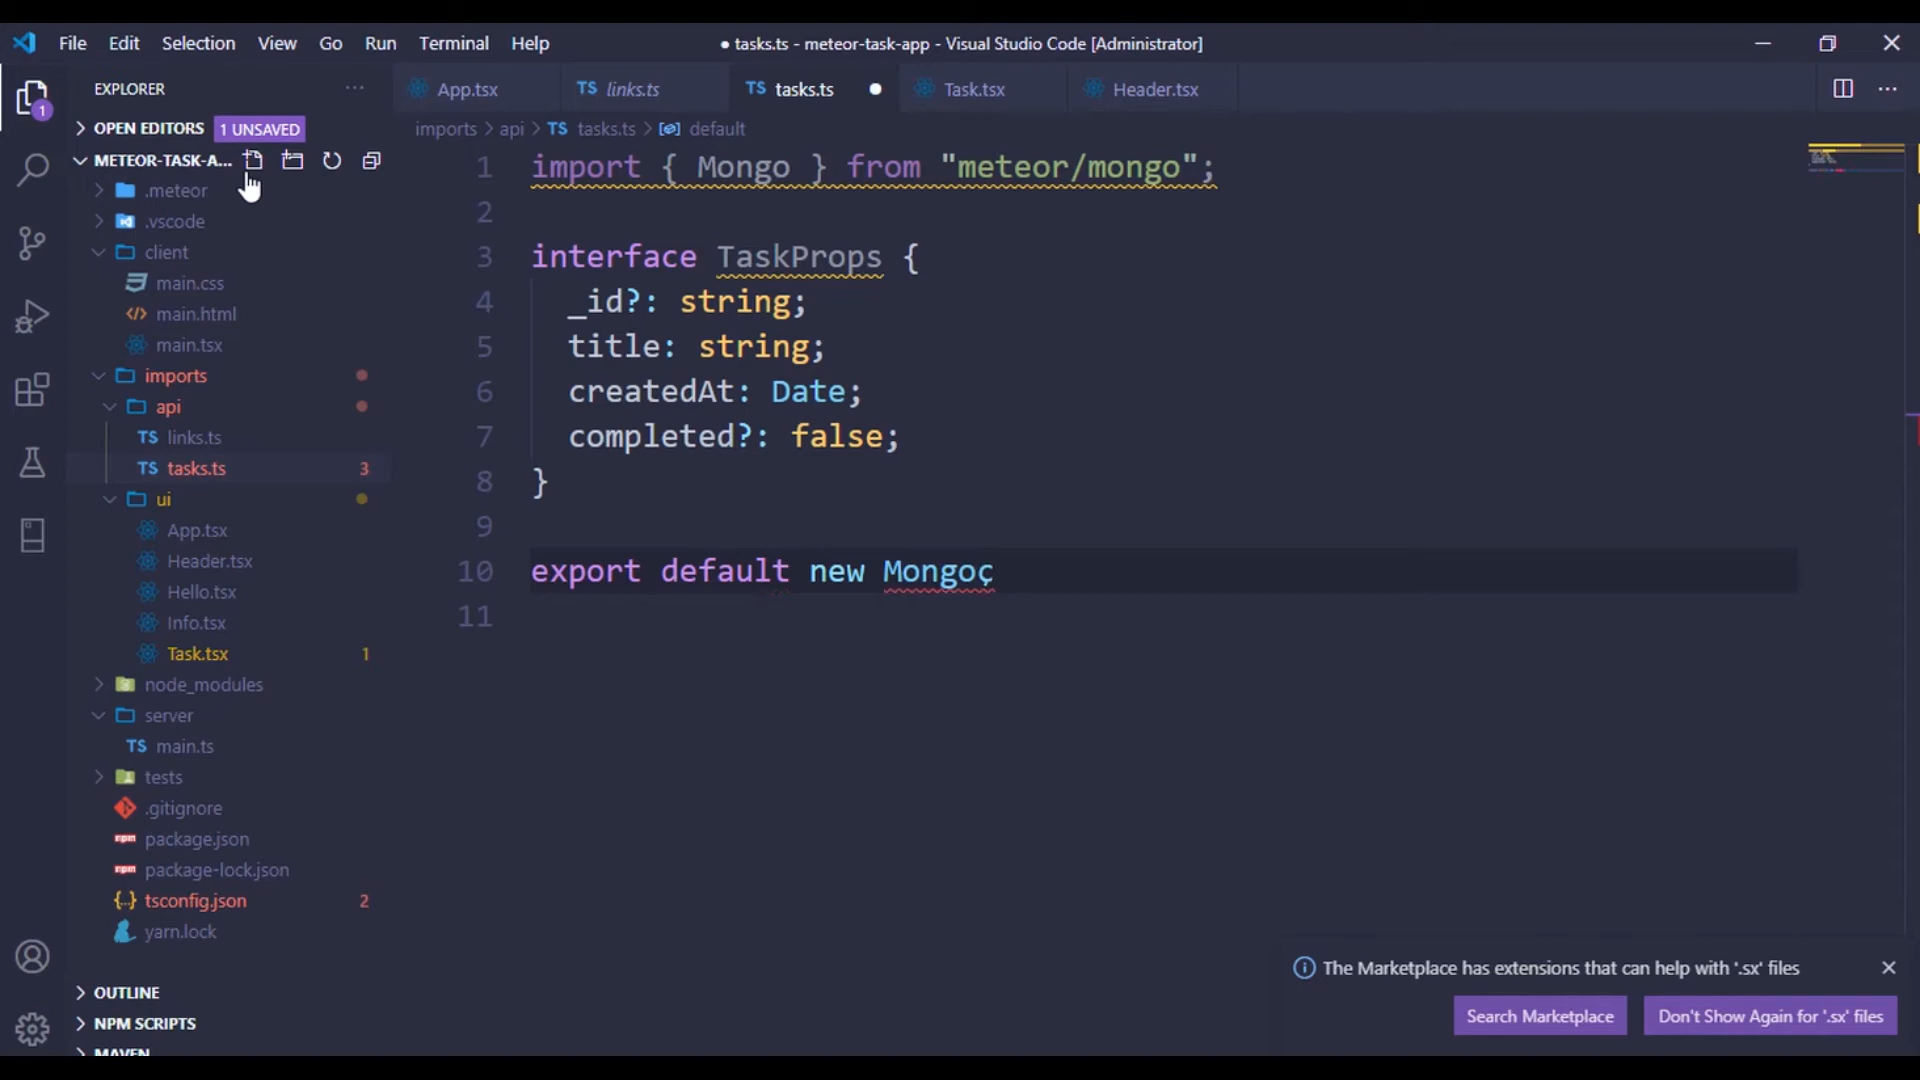 File Edit Selection View Go Run Terminal Help
● tasks.ts - meteor-task-app - Visual Studio Code [Administrator]
EXPLORER
OPEN EDITORS 1 UNSAVED
METEOR-TASK-A...
.meteor
.vscode
client
main.css
main.html
main.tsx
imports
api
TS links.ts
TS tasks.ts 3
ui
App.tsx
Header.tsx
Hello.tsx
Info.tsx
Task.tsx 1
node_modules
server
TS main.ts
tests
.gitignore
package.json
package-lock.json
tsconfig.json 2
yarn.lock
OUTLINE
NPM SCRIPTS
MAVEN
1
App.tsx TS links.ts TS tasks.ts ● Task.tsx Header.tsx
imports > api > TS tasks.ts > default
1 import { Mongo } from "meteor/mongo";
2
3 interface TaskProps {
4 _id?: string;
5 title: string;
6 createdAt: Date;
7 completed?: false;
8 }
9
10 export default new Mongoç
11
The Marketplace has extensions that can help with '.sx' files
Search Marketplace Don't Show Again for '.sx' files